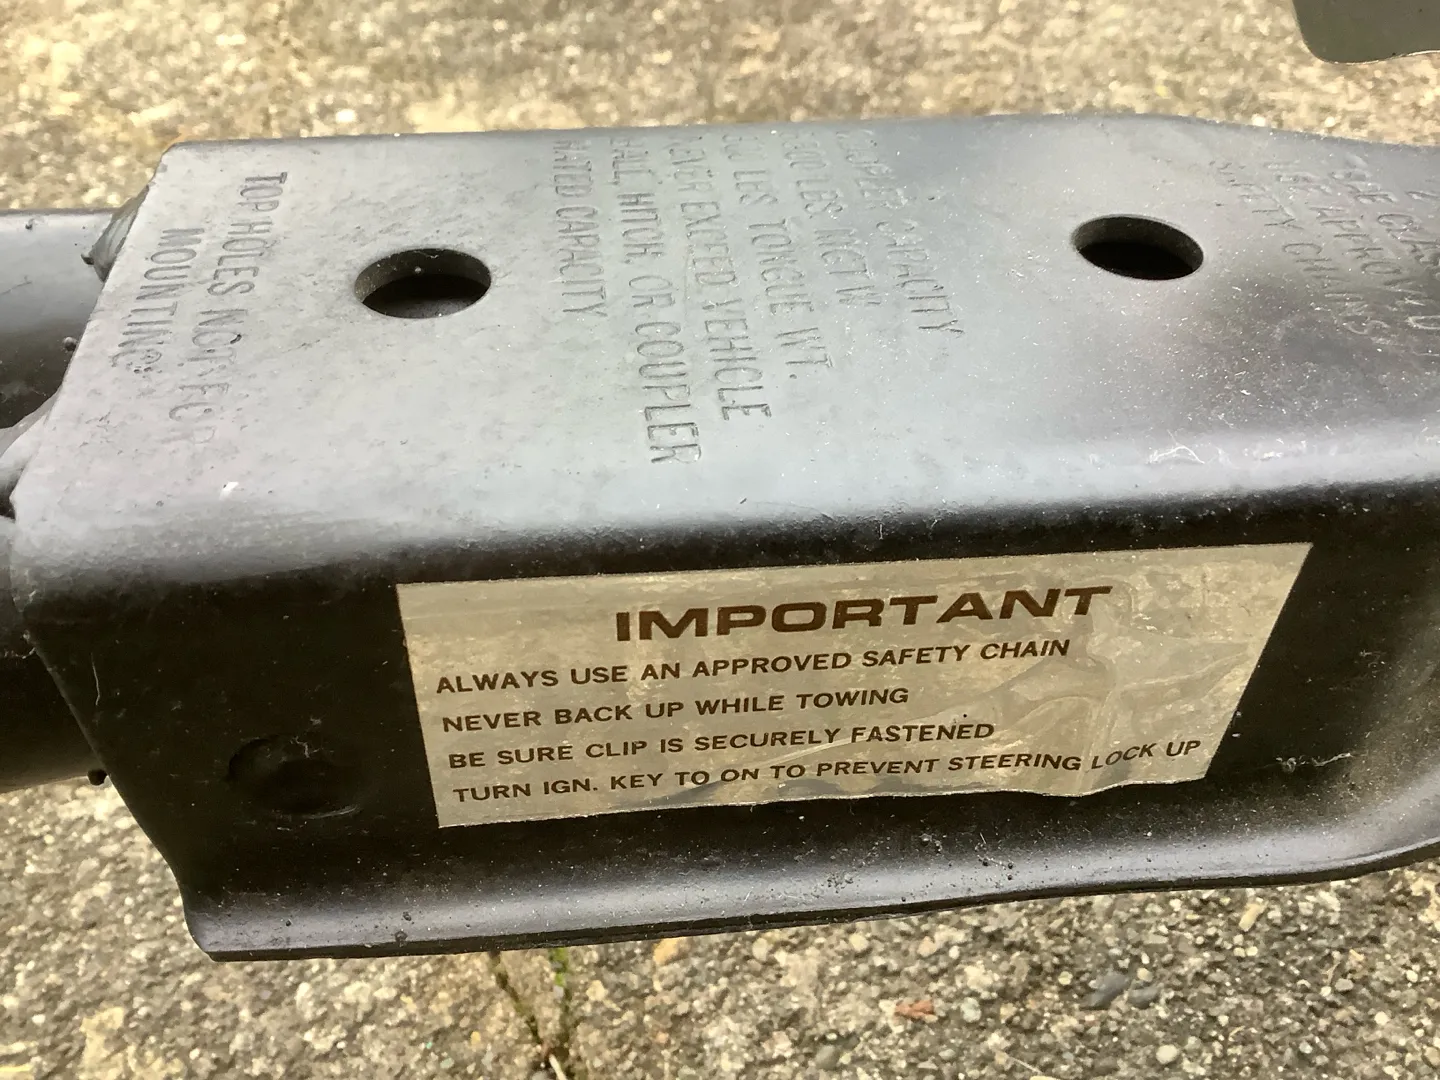 TOP HOLES NOT FOR
MOUNTING
COUPLER CAPACITY
LBS TONGUE WT.
EXCEED VEHICLE
BALL HITCH OR COUPLER
RATED CAPACITY
SAFETY CHAINS
IMPORTANT
ALWAYS USE AN APPROVED SAFETY CHAIN
NEVER BACK UP WHILE TOWING
BE SURE CLIP IS SECURELY FASTENED
TURN IGN. KEY TO ON TO PREVENT STEERING LOCK UP